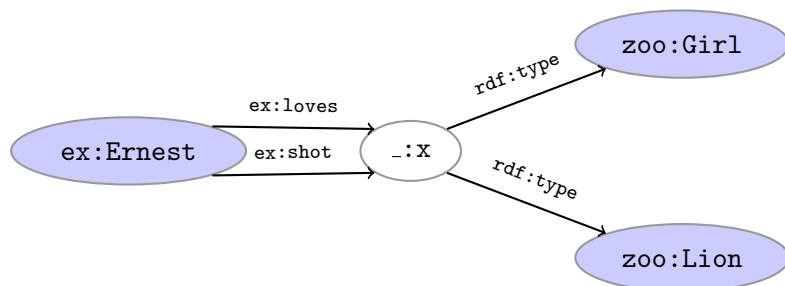 zoo:Girl
rdf:type
ex:loves
ex:Ernest
ex:shot
_:x
rdf:type
zoo:Lion